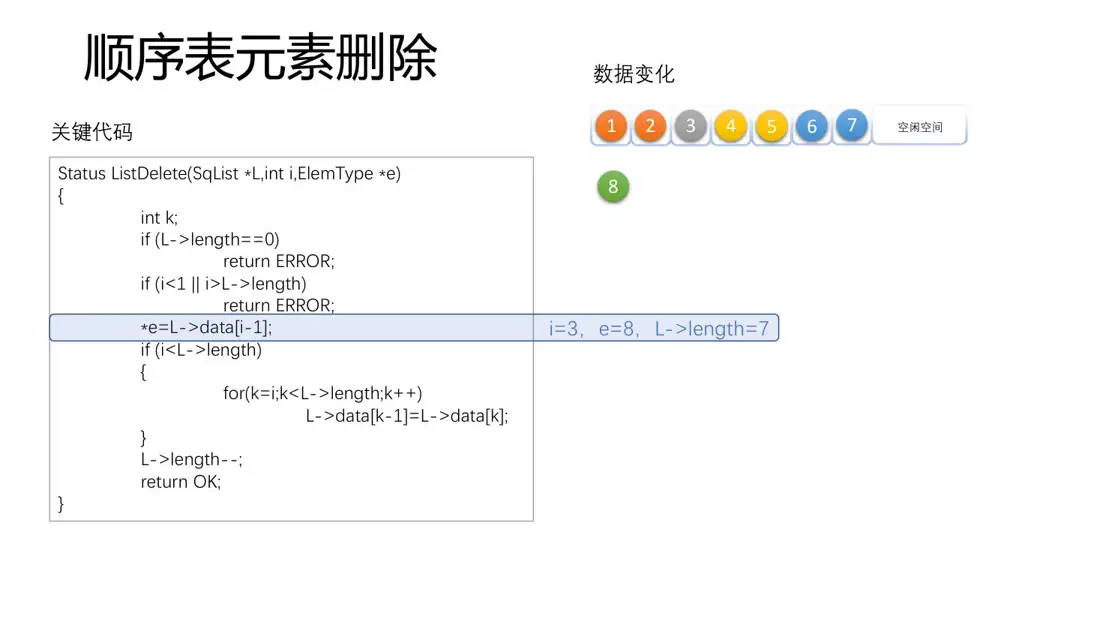 顺序表元素删除
数据变化
1 2 3 4 5 6 7 空闲空间
8
关键代码
Status ListDelete(SqList *L,int i,ElemType *e)
{
int k;
if (L->length==0)
return ERROR;
if (i<1 || i>L->length)
return ERROR;
*e=L->data[i-1];
i=3，e=8，L->length=7
if (i<L->length)
{
for(k=i;k<L->length;k++)
L->data[k-1]=L->data[k];
}
L->length--;
return OK;
}